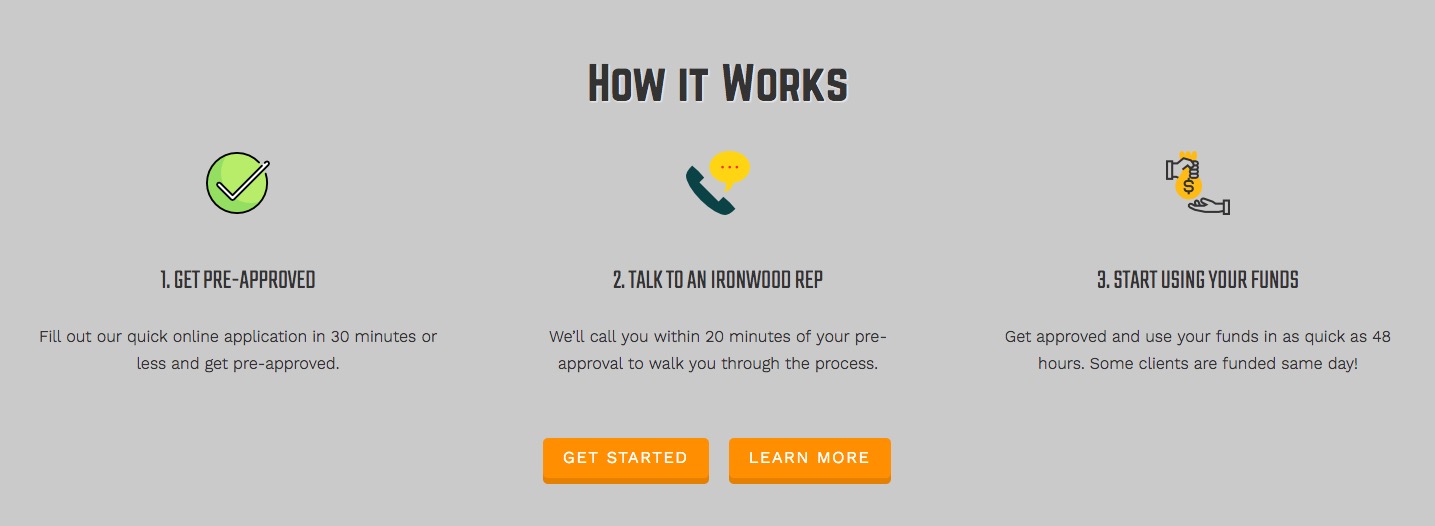 How it Works
1. GET PRE-APPROVED
Fill out our quick online application in 30 minutes or
less and get pre-approved.
2. TALK TO AN IRONWOOD REP
We’ll call you within 20 minutes of your pre-
approval to walk you through the process.
3. START USING YOUR FUNDS
Get approved and use your funds in as quick as 48
hours. Some clients are funded same day!
GET STARTED
LEARN MORE